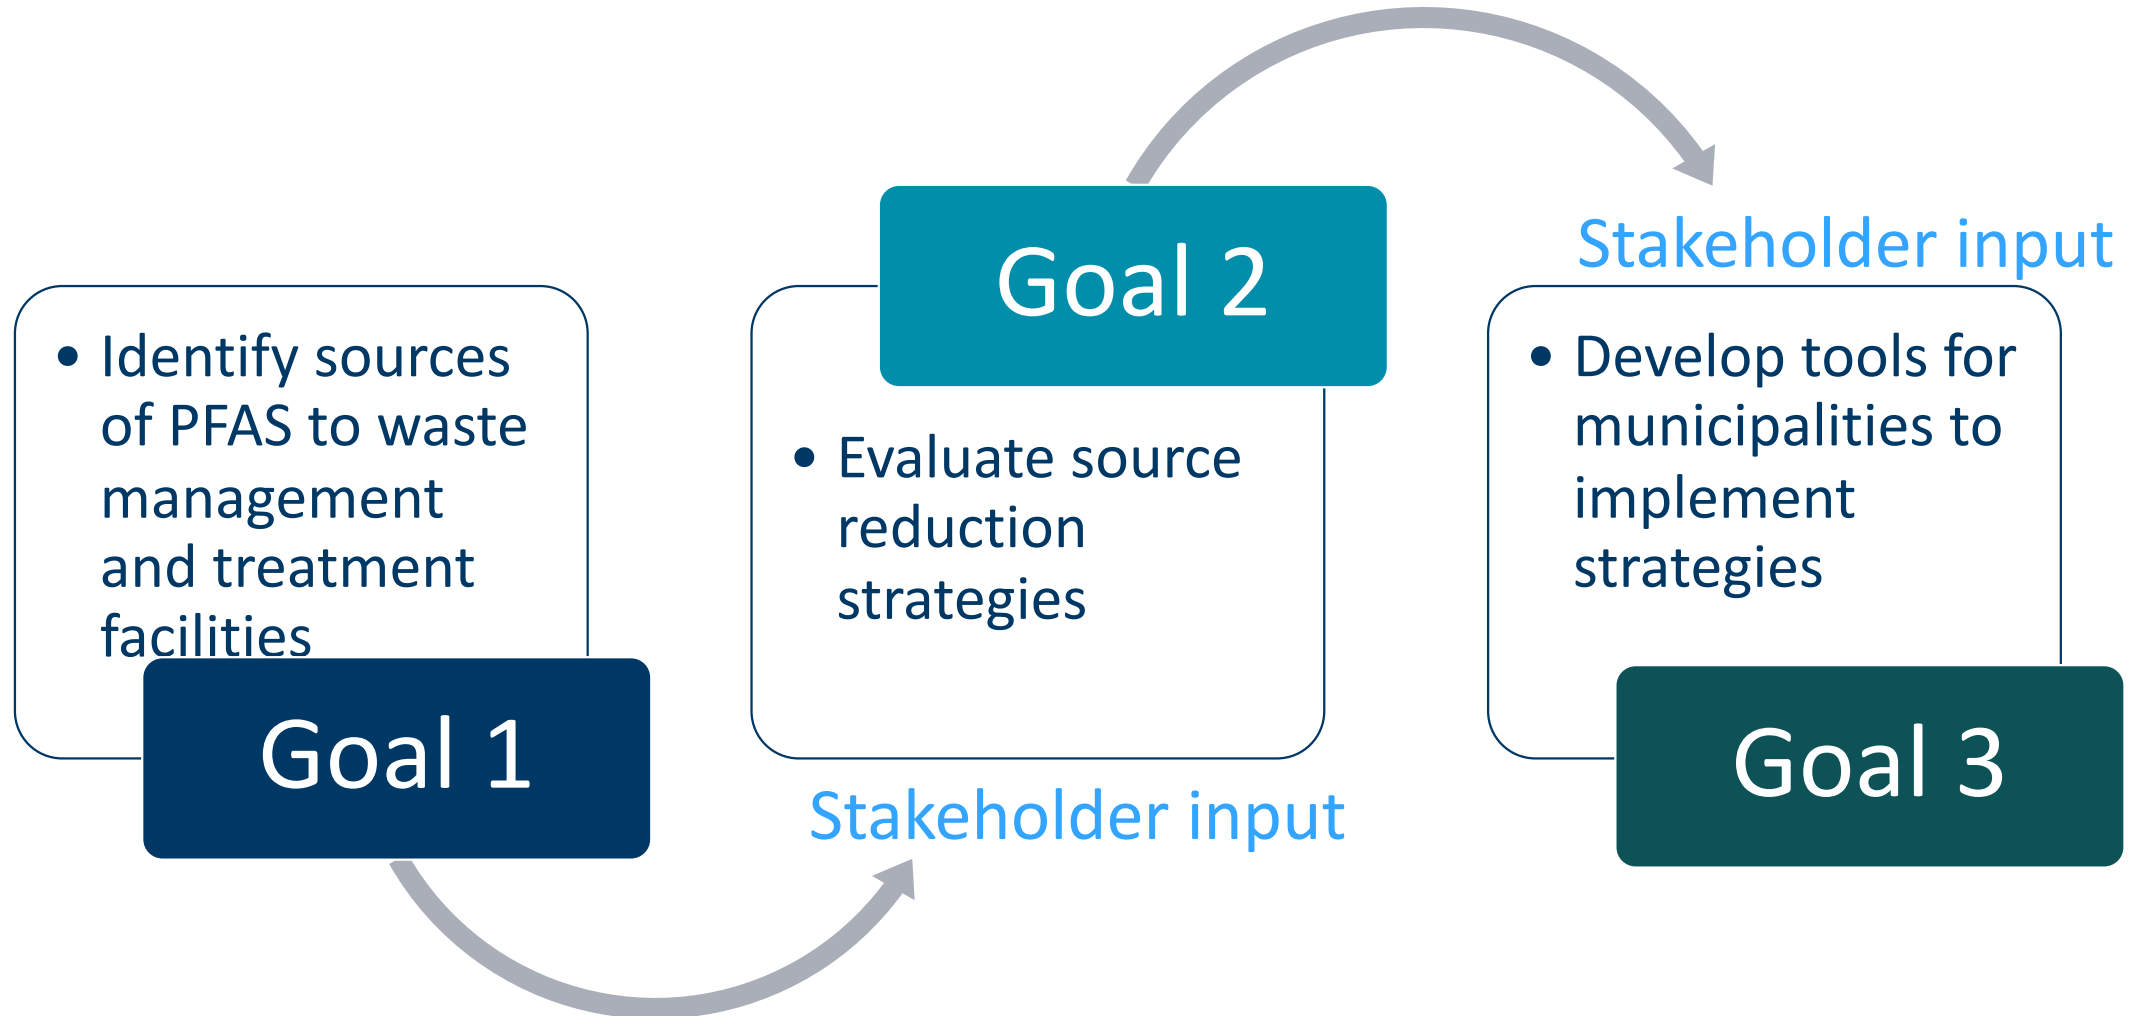 • Identify sources
of PFAS to waste
management
and treatment
facilities
Goal 1
Goal 2
• Evaluate source
reduction
strategies
Stakeholder input
Stakeholder input
• Develop tools for
municipalities to
implement
strategies
Goal 3